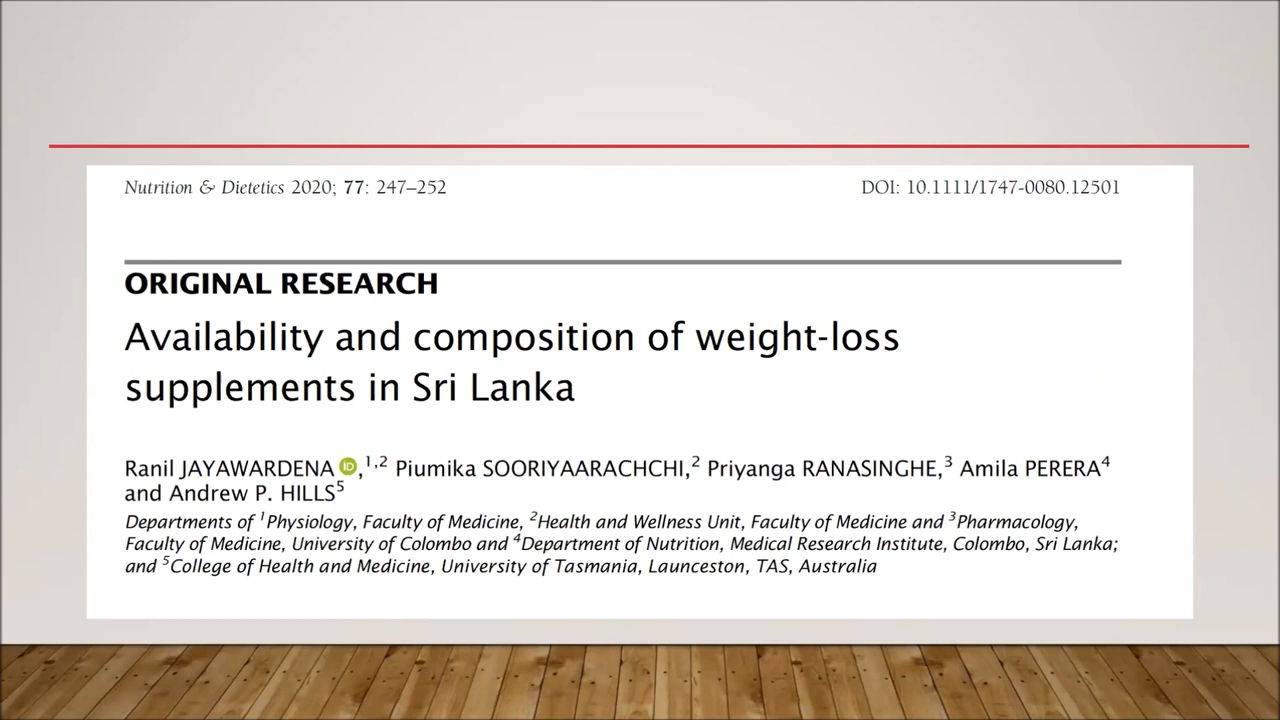 Nutrition & Dietetics 2020; 77: 247–252
DOI: 10.1111/1747-0080.12501
ORIGINAL RESEARCH
Availability and composition of weight-loss
supplements in Sri Lanka
Ranil JAYAWARDENA iD,1,2 Piumika SOORIYAARACHCHI,2 Priyanga RANASINGHE,3 Amila PERERA4
and Andrew P. HILLS5
Departments of 1Physiology, Faculty of Medicine, 2Health and Wellness Unit, Faculty of Medicine and 3Pharmacology,
Faculty of Medicine, University of Colombo and 4Department of Nutrition, Medical Research Institute, Colombo, Sri Lanka;
and 5College of Health and Medicine, University of Tasmania, Launceston, TAS, Australia